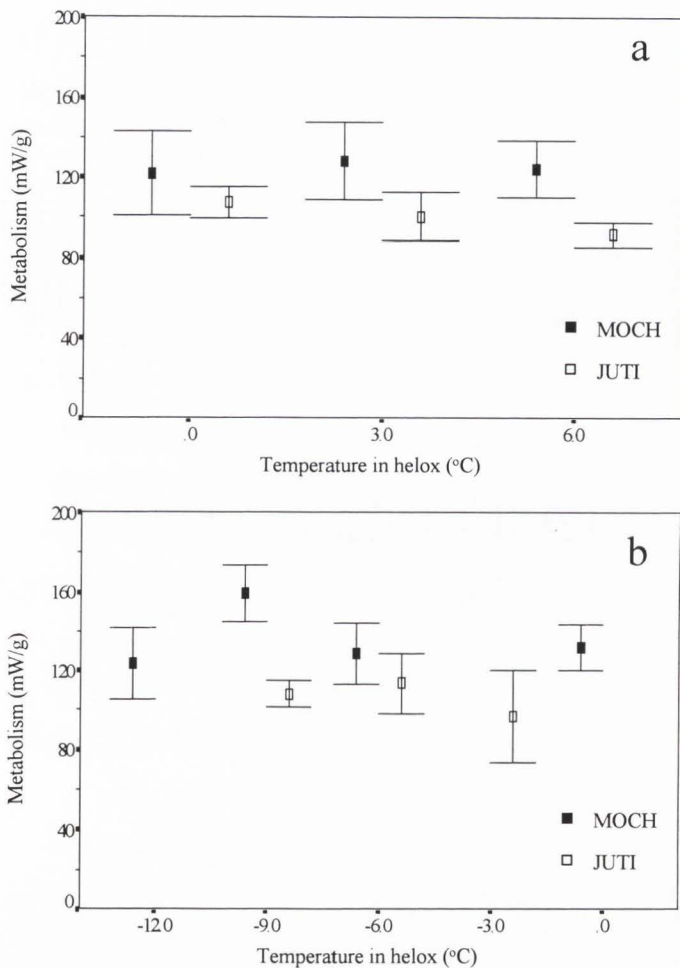 a
200
160
120
80
40
0
Metabolism (mW/g)
MOCH
JUTI
.0
3.0
6.0
Temperature in helox (°C)
b
200
160
120
80
40
0
Metabolism (mW/g)
MOCH
JUTI
-12.0
-9.0
-6.0
-3.0
.0
Temperature in helox (°C)